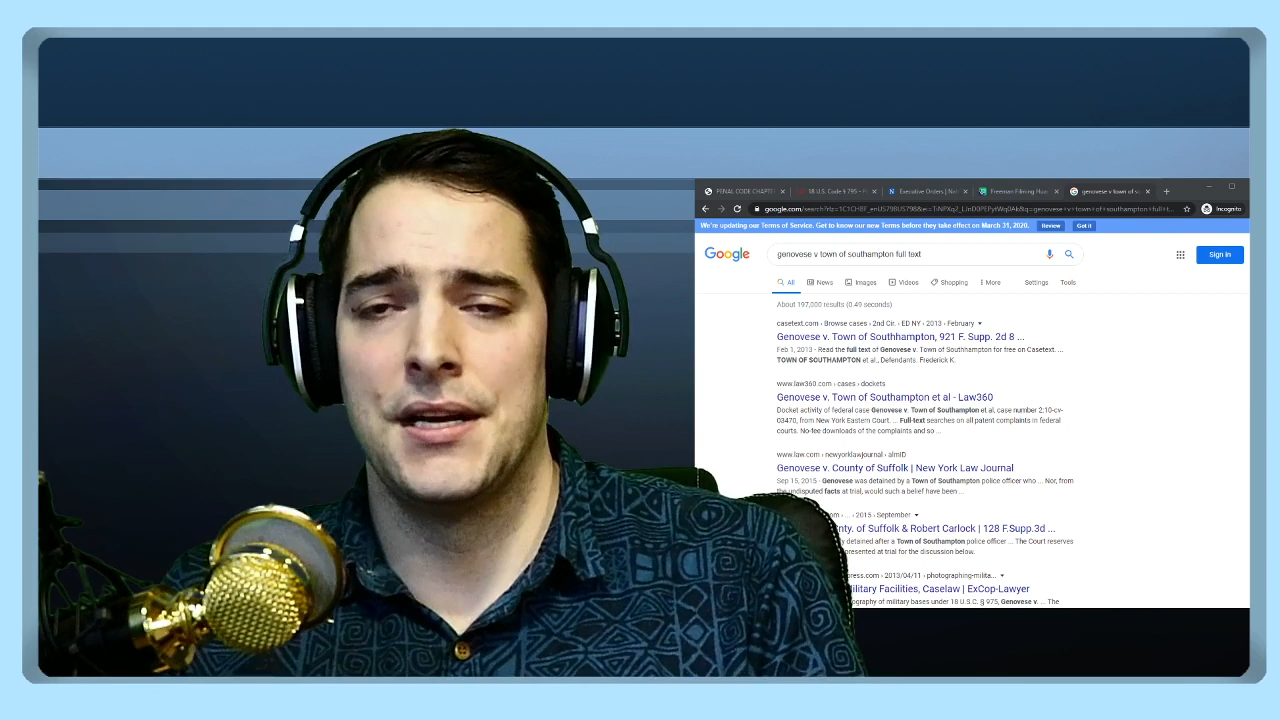 PENAL CODE CHAPTE
18 U.S. Code § 795 -
Executive Orders | Na
Freeman Filming Hua
genovese v town of so
We're updating our Terms of Service. Get to know our new Terms before they take effect on March 31, 2020.
Review
Got it
Incognito
Google
genovese v town of southampton full text
Sign in
All
News
Images
Videos
Shopping
More
Settings
Tools
About 197,000 results (0.49 seconds)
casetext.com › Browse cases › 2nd Cir. › ED NY › 2013 › February
Genovese v. Town of Southhampton, 921 F. Supp. 2d 8 ...
Feb 1, 2013 - Read the full text of Genovese v. Town of Southhampton for free on Casetext. ...
TOWN OF SOUTHAMPTON et al., Defendants. Frederick K.
www.law360.com › cases › dockets
Genovese v. Town of Southampton et al - Law360
Docket activity of federal case Genovese v. Town of Southampton et al, case number 2:10-cv-
03470, from New York Eastern Court. ... Full-text searches on all patent complaints in federal
courts. No-fee downloads of the complaints and so ...
www.law.com › newyorklawjournal › almID
Genovese v. County of Suffolk | New York Law Journal
Sep 15, 2015 - Genovese was detained by a Town of Southampton police officer who ... Nor, from
the undisputed facts at trial, would such a belief have been ...
... › 2015 › September
nty. of Suffolk & Robert Carlock | 128 F.Supp.3d ...
detained after a Town of Southampton police officer ... The Court reserves
presented at trial for the discussion below.
press.com › 2013/04/11 › photographing-milita...
ilitary Facilities, Caselaw | ExCop-Lawyer
ography of military bases under 18 U.S.C. § 975, Genovese v. ... The